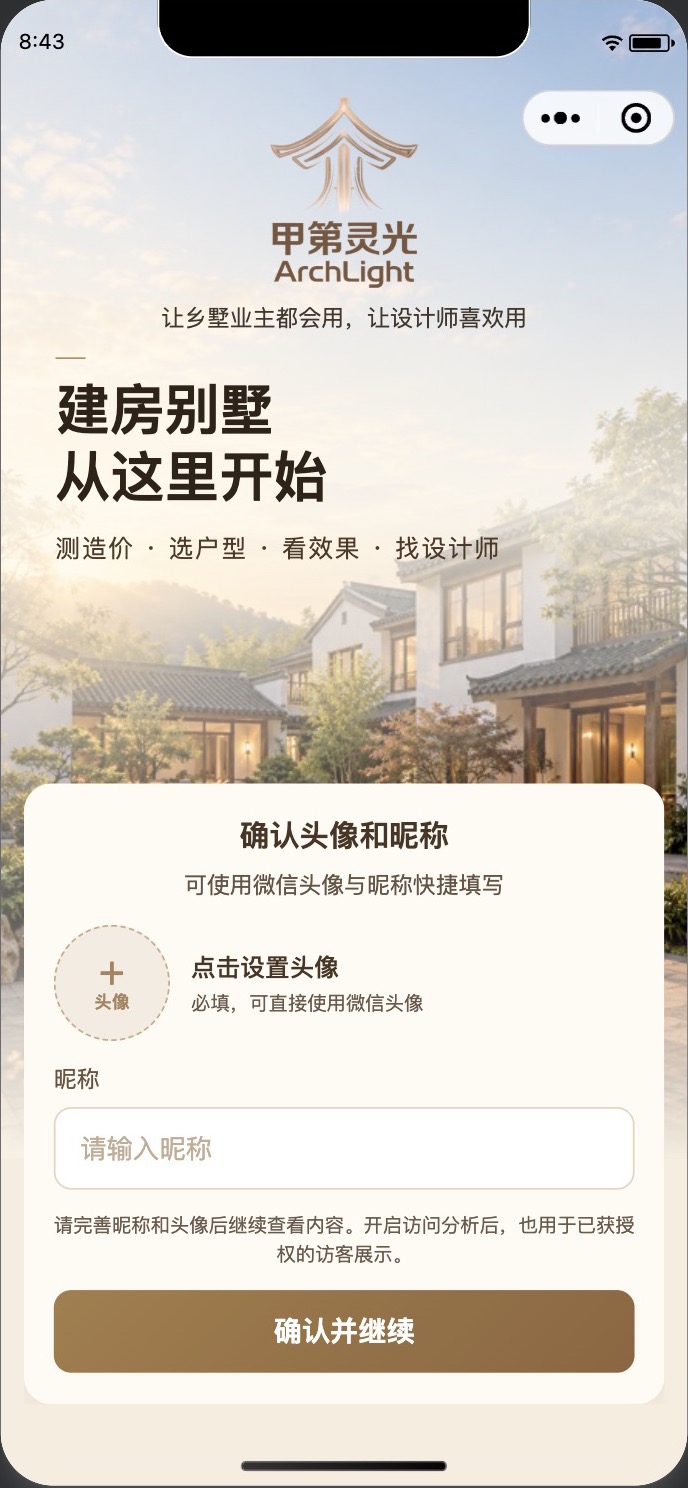 8:43
甲第灵光
ArchLight
让乡墅业主都会用，让设计师喜欢用
建房别墅
从这里开始
测造价 · 选户型 · 看效果 · 找设计师
确认头像和昵称
可使用微信头像与昵称快捷填写
+
头像
点击设置头像
必填，可直接使用微信头像
昵称
请输入昵称
请完善昵称和头像后继续查看内容。开启访问分析后，也用于已获授
权的访客展示。
确认并继续